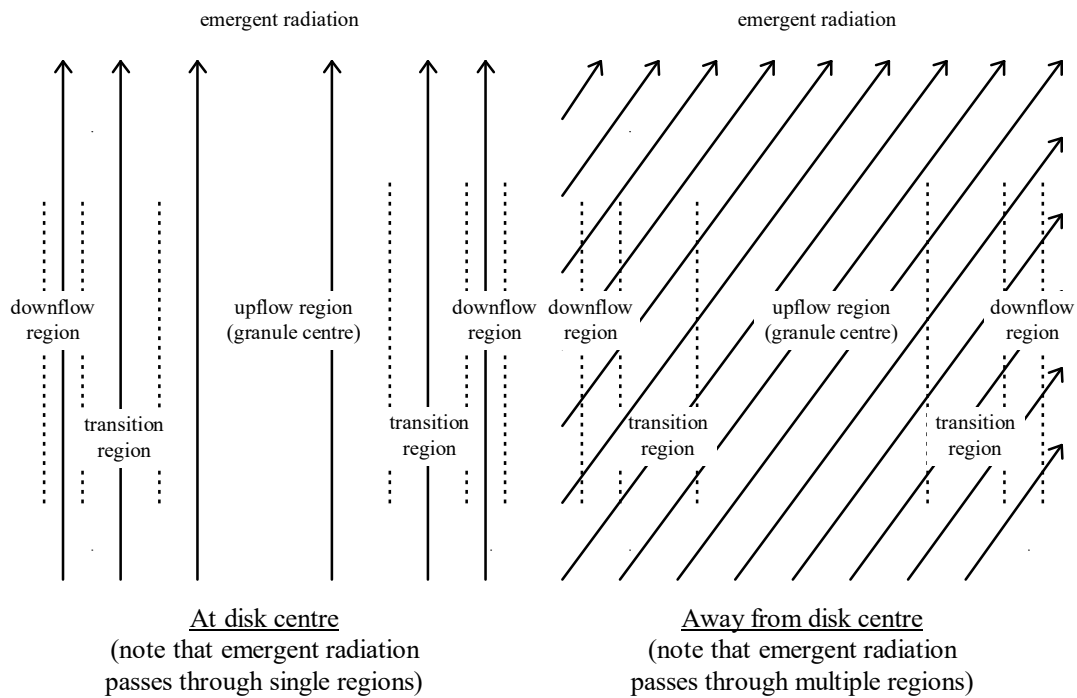 emergent radiation
downflow
region
upflow region
(granule centre)
downflow
region
transition
region
transition
region
At disk centre
(note that emergent radiation
passes through single regions)
emergent radiation
downflow
region
upflow region
(granule centre)
downflow
region
transition
region
transition
region
Away from disk centre
(note that emergent radiation
passes through multiple regions)